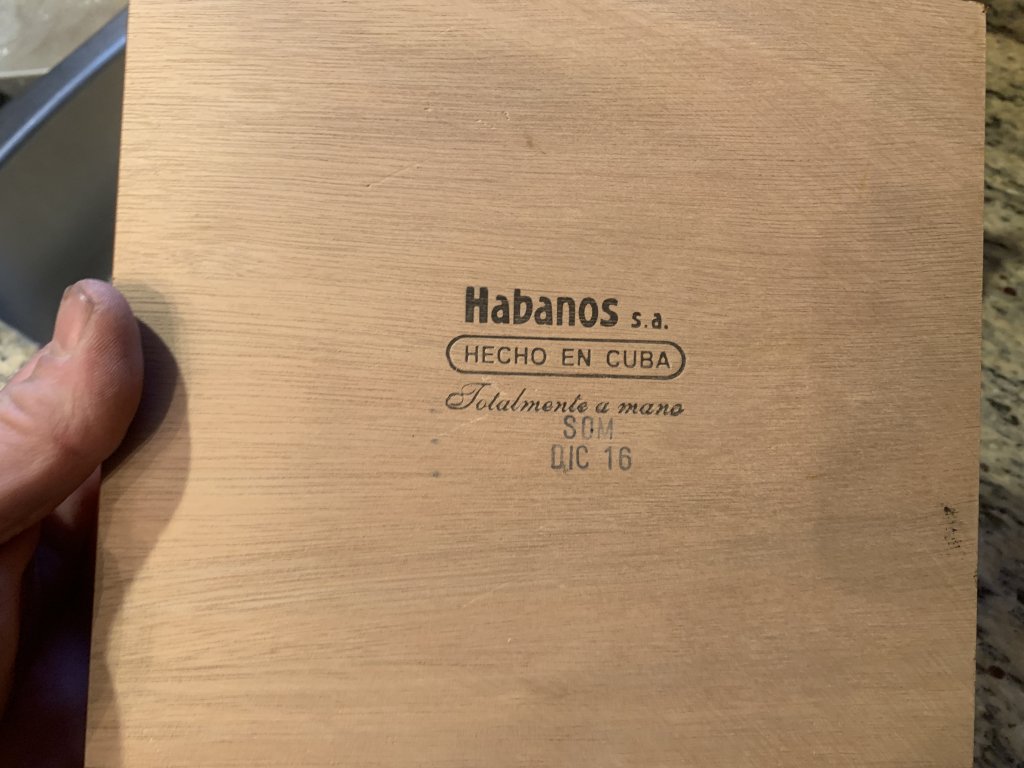 Habanos s.a.
HECHO EN CUBA
Totalmente a mano
SOM
DIC 16